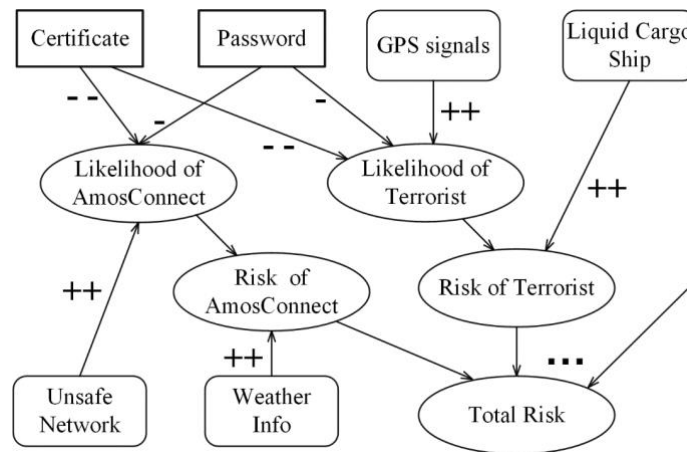 Certificate
Password
GPS signals
Liquid Cargo
Ship
- -
-
- -
-
++
++
Likelihood of
AmosConnect
Likelihood of
Terrorist
++
Risk of
AmosConnect
Risk of Terrorist
++
...
Unsafe
Network
Weather
Info
Total Risk